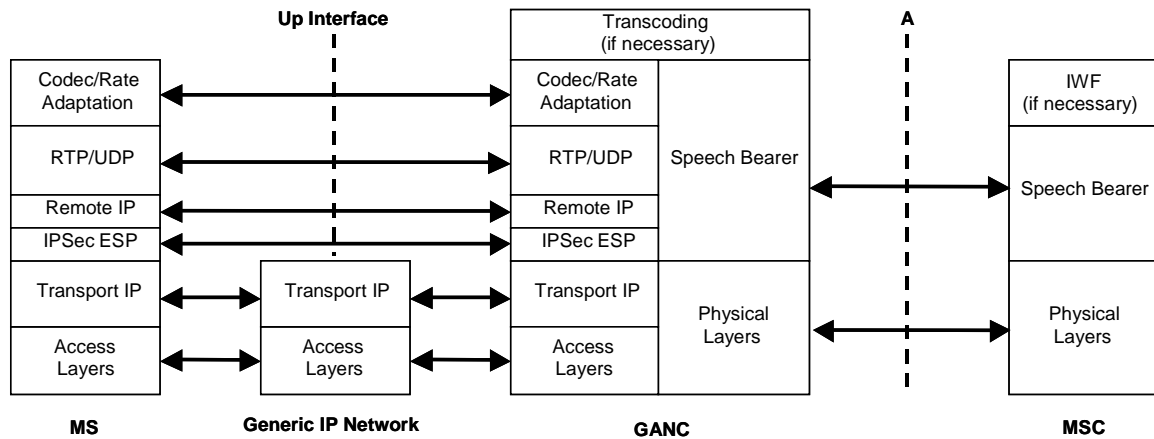 Up Interface
Transcoding
(if necessary)
A
Codec/Rate
Adaptation
Codec/Rate
Adaptation
IWF
(if necessary)
RTP/UDP
RTP/UDP
Speech Bearer
Speech Bearer
Remote IP
Remote IP
IPSec ESP
IPSec ESP
Transport IP
Transport IP
Transport IP
Physical
Layers
Physical
Layers
Access
Layers
Access
Layers
Access
Layers
MS
Generic IP Network
GANC
MSC